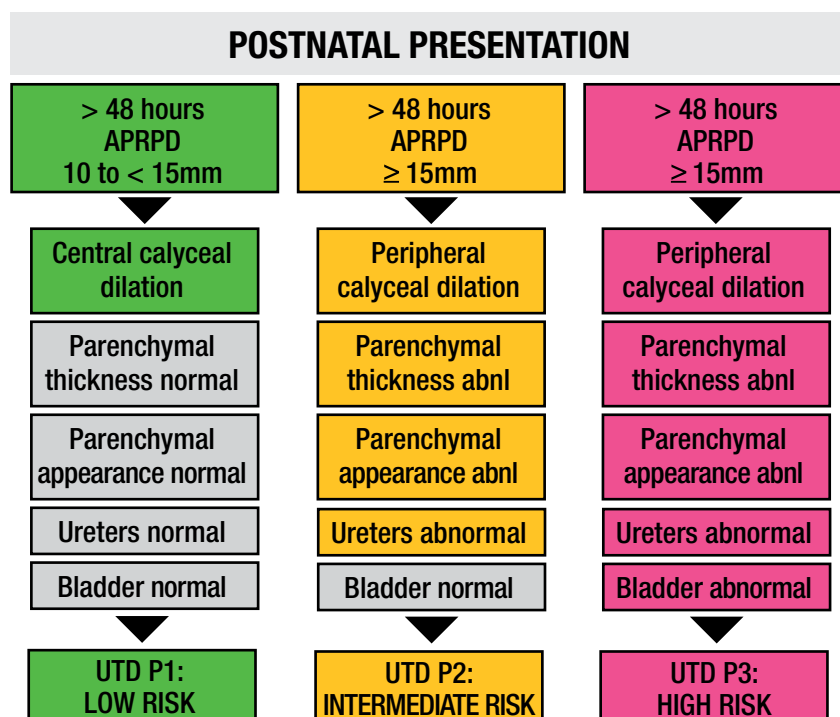 POSTNATAL PRESENTATION
> 48 hours
APRPD
10 to < 15mm
Central calyceal
dilation
Parenchymal
thickness normal
Parenchymal
appearance normal
Ureters normal
Bladder normal
UTD P1:
LOW RISK
> 48 hours
APRPD
≥ 15mm
Peripheral
calyceal dilation
Parenchymal
thickness abnl
Parenchymal
appearance abnl
Ureters abnormal
Bladder normal
UTD P2:
INTERMEDIATE RISK
> 48 hours
APRPD
≥ 15mm
Peripheral
calyceal dilation
Parenchymal
thickness abnl
Parenchymal
appearance abnl
Ureters abnormal
Bladder abnormal
UTD P3:
HIGH RISK